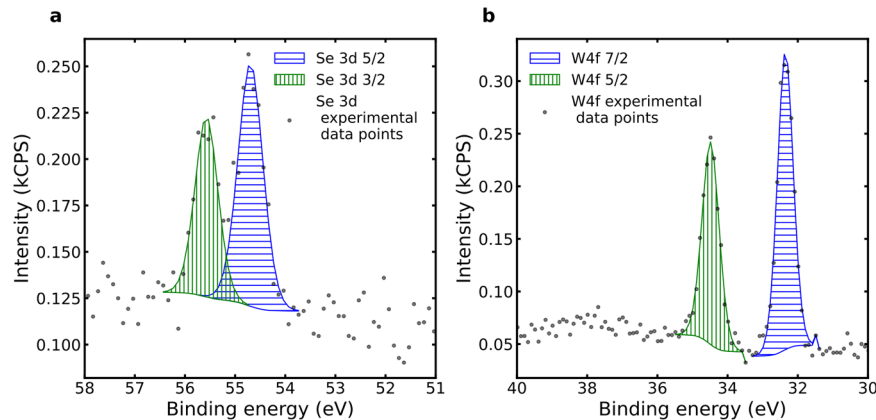 a
Se 3d 5/2
Se 3d 3/2
Se 3d
experimental
data points
0.250
0.225
0.200
0.175
0.150
0.125
0.100
Intensity (kCPS)
58 57 56 55 54 53 52 51
Binding energy (eV)
b
W4f 7/2
W4f 5/2
W4f experimental
data points
0.30
0.25
0.20
0.15
0.10
0.05
Intensity (kCPS)
40 38 36 34 32 30
Binding energy (eV)